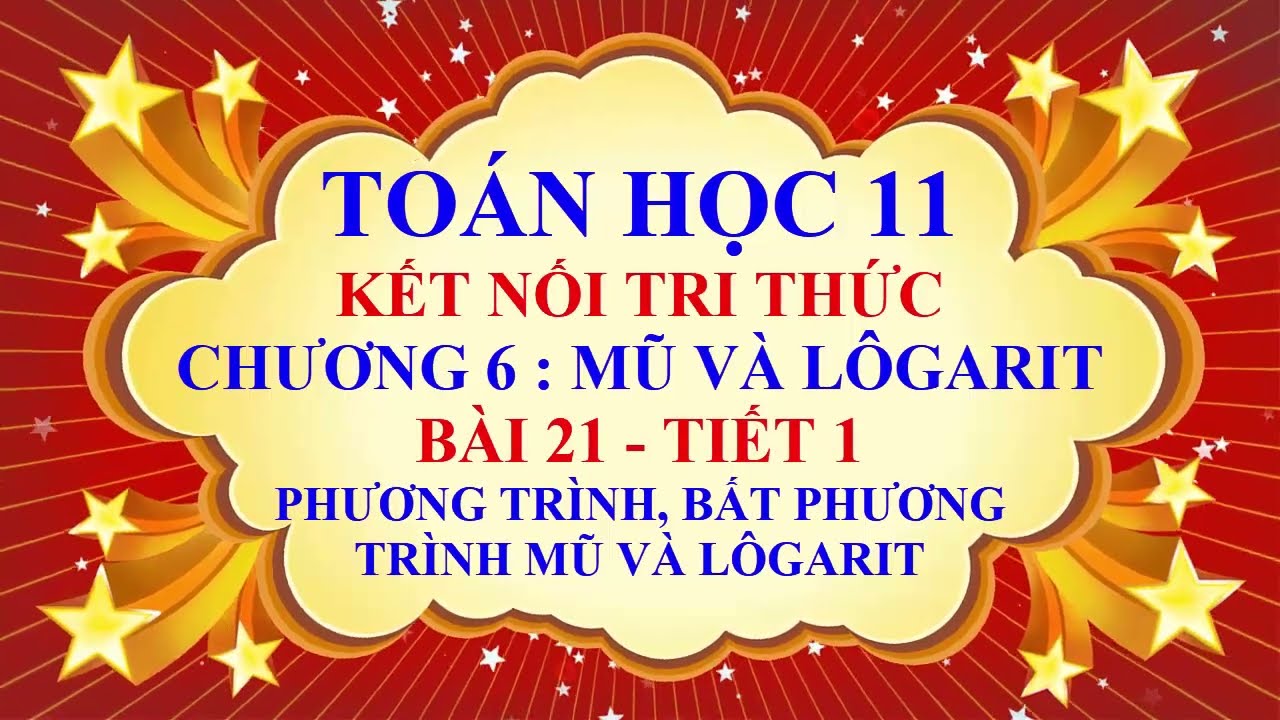 TOÁN HỌC 11
KẾT NỐI TRI THỨC
CHƯƠNG 6 : MŨ VÀ LÔGARIT
BÀI 21 - TIẾT 1
PHƯƠNG TRÌNH, BẤT PHƯƠNG
TRÌNH MŨ VÀ LÔGARIT